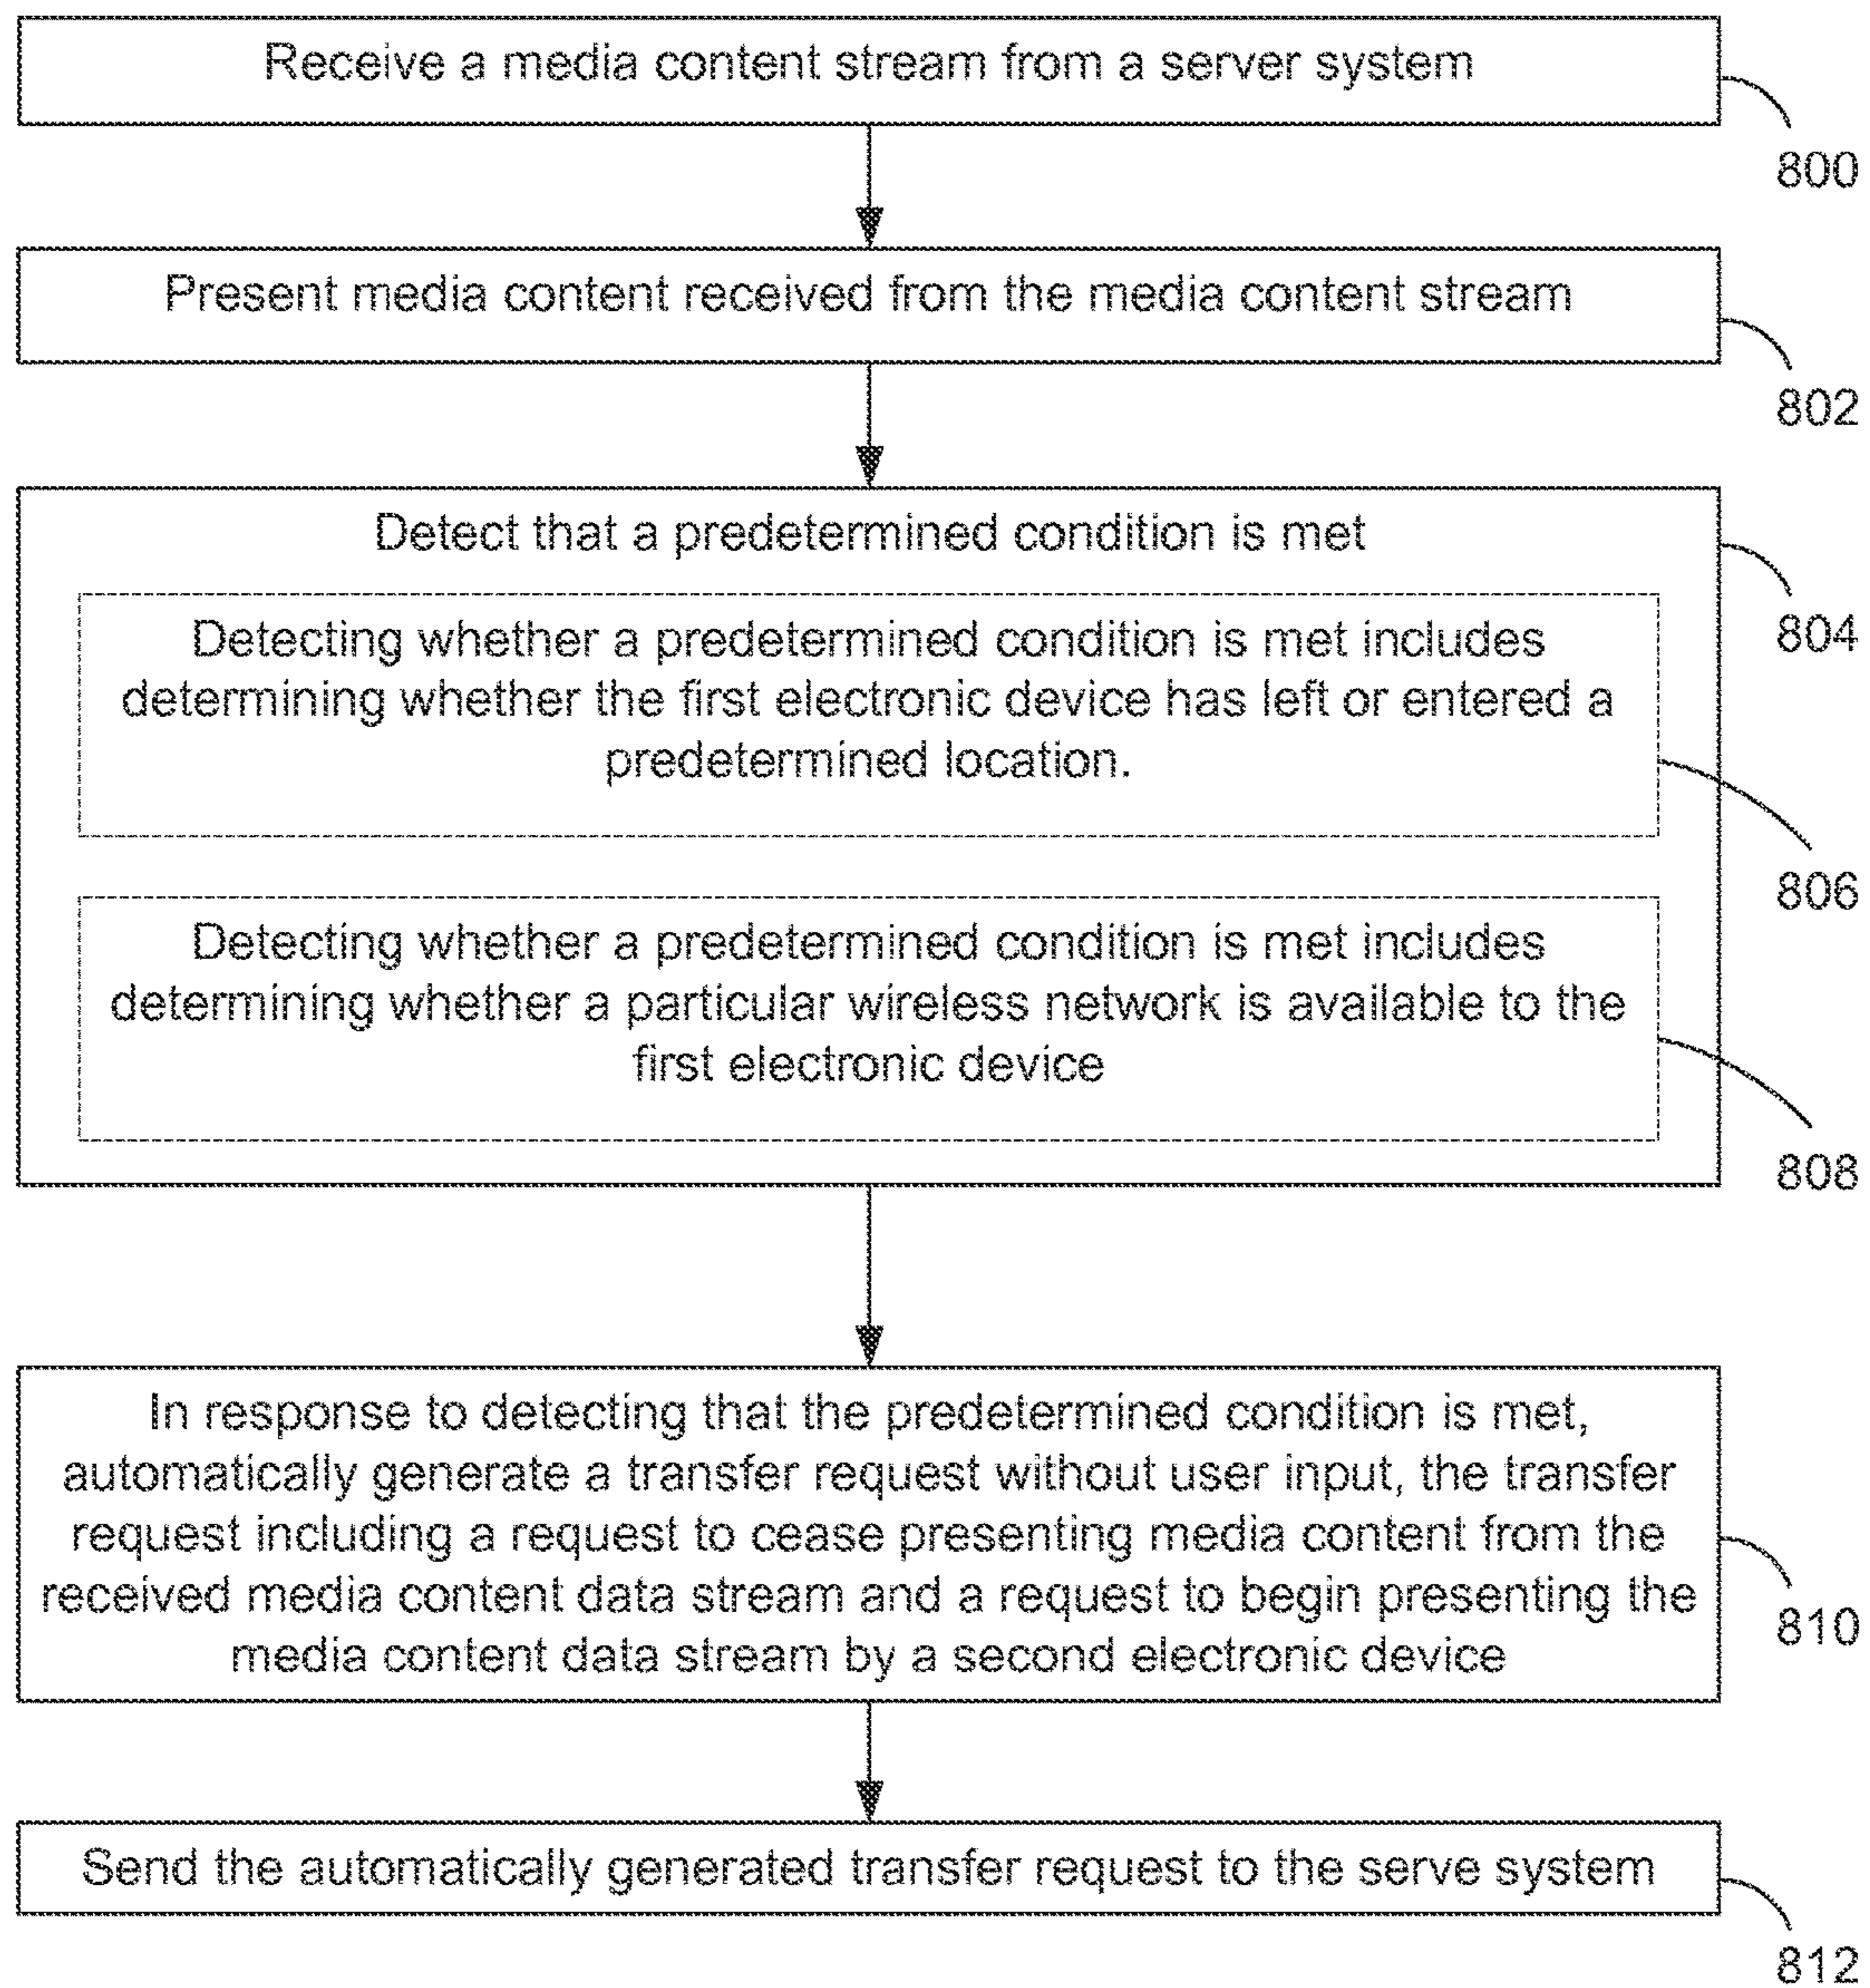 Receive a media content stream from a server system
800
Present media content received from the media content stream
802
Detect that a predetermined condition is met
804
Detecting whether a predetermined condition is met includes
determining whether the first electronic device has left or entered a
predetermined location.
806
Detecting whether a predetermined condition is met includes
determining whether a particular wireless network is available to the
first electronic device
808
In response to detecting that the predetermined condition is met,
automatically generate a transfer request without user input, the transfer
request including a request to cease presenting media content from the
received media content data stream and a request to begin presenting the
media content data stream by a second electronic device
810
Send the automatically generated transfer request to the serve system
812